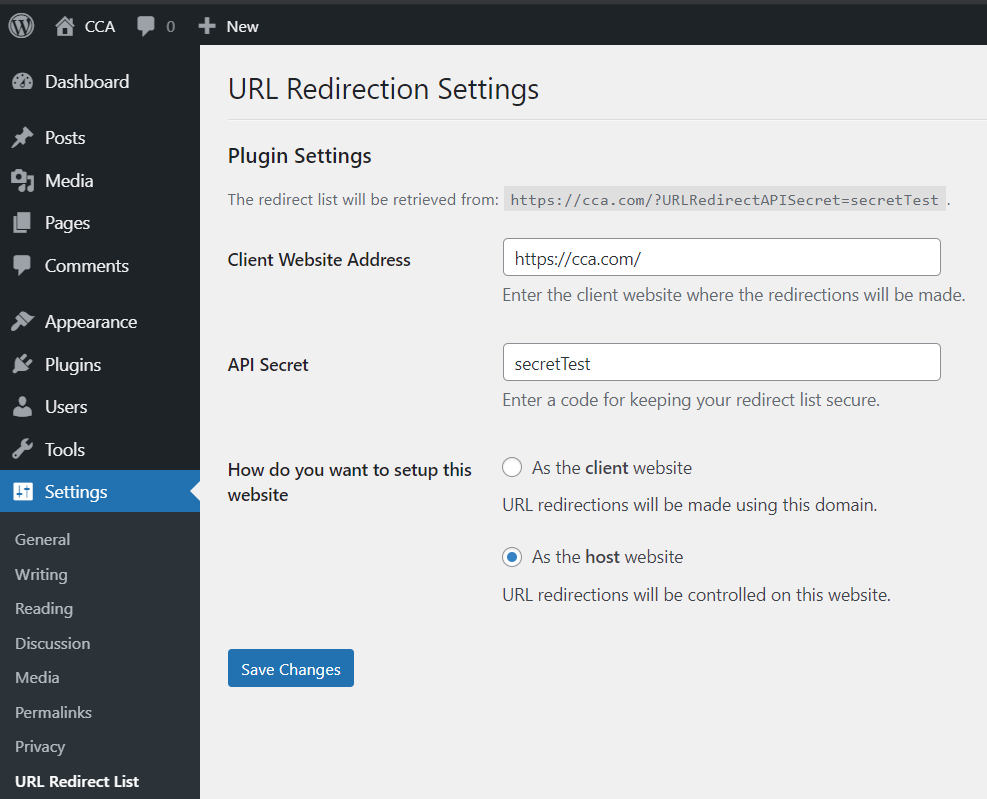 CCA 0 New
Dashboard
Posts
Media
Pages
Comments
Appearance
Plugins
Users
Tools
Settings
General
Writing
Reading
Discussion
Media
Permalinks
Privacy
URL Redirect List
URL Redirection Settings
Plugin Settings
The redirect list will be retrieved from: https://cca.com/?URLRedirectAPISecret=secretTest .
Client Website Address
https://cca.com/
Enter the client website where the redirections will be made.
API Secret
secretTest
Enter a code for keeping your redirect list secure.
How do you want to setup this
website
As the client website
URL redirections will be made using this domain.
As the host website
URL redirections will be controlled on this website.
Save Changes